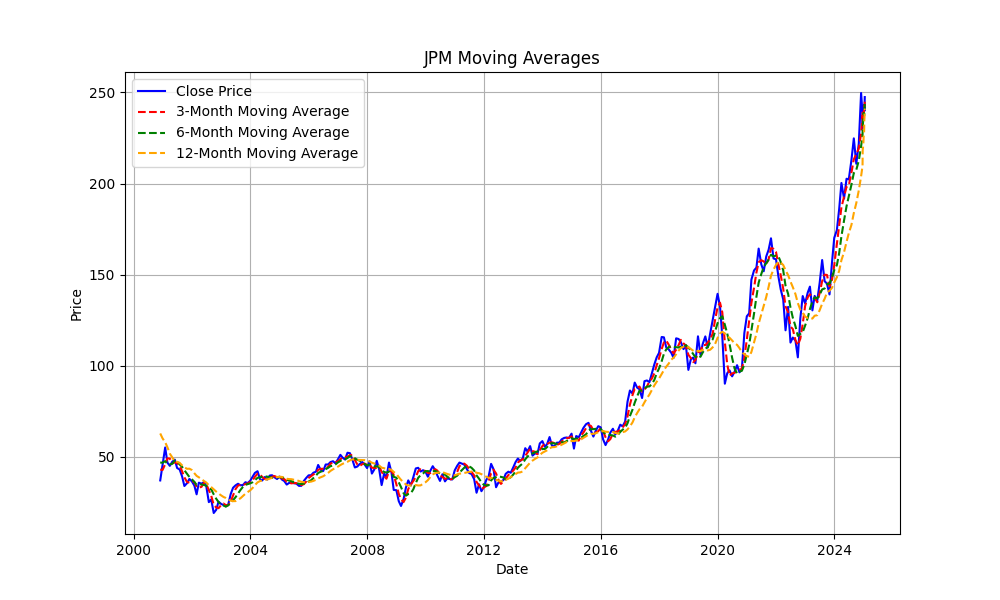 JPM Moving Averages
Close Price
3-Month Moving Average
6-Month Moving Average
12-Month Moving Average
250
200
150
100
50
Price
2000 2004 2008 2012 2016 2020 2024
Date